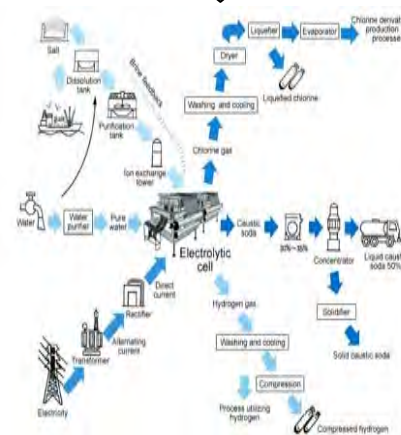 Salt
Dissolution
tank
Purification
tank
Brine feedback
Ion exchange
tower
Water
Water
purifier
Pure
water
Electrolytic
cell
Direct
current
Rectifier
Alternating
current
Transformer
Electricity
Chlorine gas
Washing and cooling
Dryer
Liquefier
Liquefied chlorine
Evaporator
Chlorine derivat
production
processe
Caustic
soda
30%~35%
Concentrator
Liquid caust
soda 50%
Solidifier
Solid caustic soda
Hydrogen gas
Washing and cooling
Compression
Process utilizing
hydrogen
Compressed hydrogen